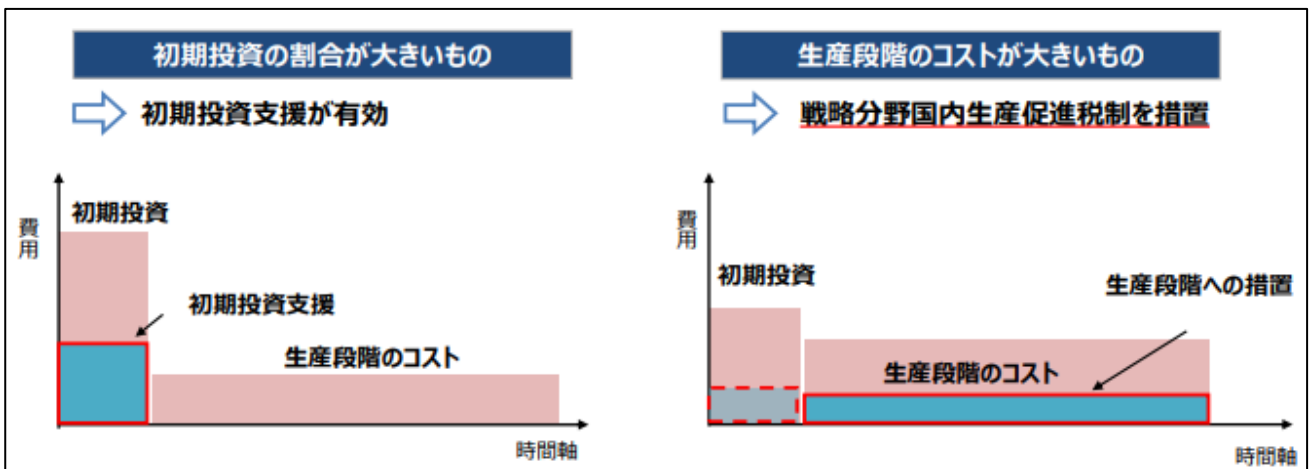 初期投資の割合が大きいもの
初期投資支援が有効
費用
初期投資
初期投資支援
生産段階のコスト
時間軸
生産段階のコストが大きいもの
戦略分野国内生産促進税制を措置
費用
初期投資
生産段階への措置
生産段階のコスト
時間軸